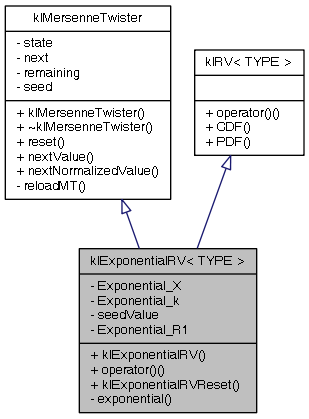 klMersenneTwister
- state
- next
- remaining
- seed
+ klMersenneTwister()
+ ~klMersenneTwister()
+ reset()
+ nextValue()
+ nextNormalizedValue()
- reloadMT()
klRV< TYPE >
+ operator()()
+ CDF()
+ PDF()
klExponentialRV< TYPE >
- Exponential_X
- Exponential_k
- seedValue
- Exponential_R1
+ klExponentialRV()
+ operator()()
+ klExponentialRVReset()
- exponential()